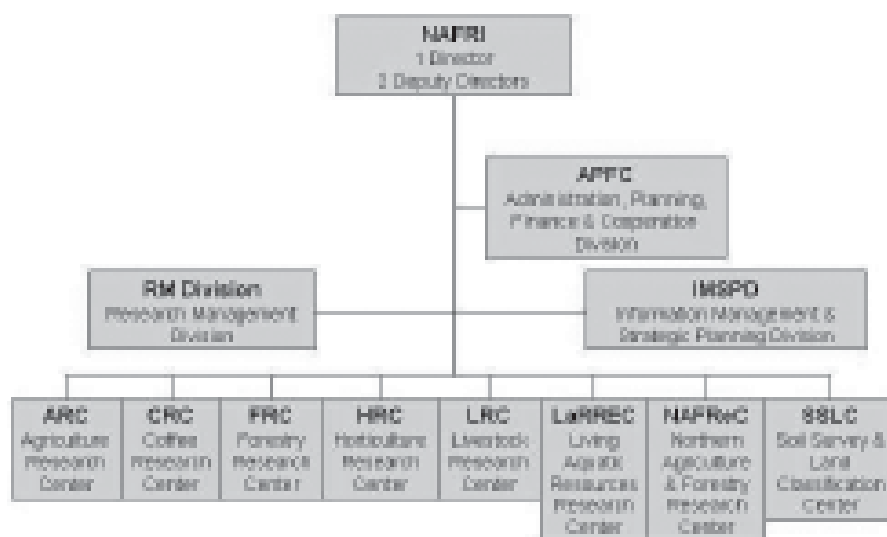 NAFRI
1 Director
Deputy Directors
APFC
Administration, Planning,
Finance & Cooperation
Division
RM Division
Research Management
Division
IMSPD
Information Management &
Strategic Planning Division
ARC
Agriculture
Research
Center
CRC
Coffee
Research
Center
FRC
Forestry
Research
Center
HRC
Horticulture
Research
Center
LRC
Livestock
Research
Center
LaRREC
Living
Aquatic
Resources
Research
Center
NAFReC
Northern
Agriculture
& Forestry
Research
Center
SSLC
Soil Survey &
Land
Classification
Center